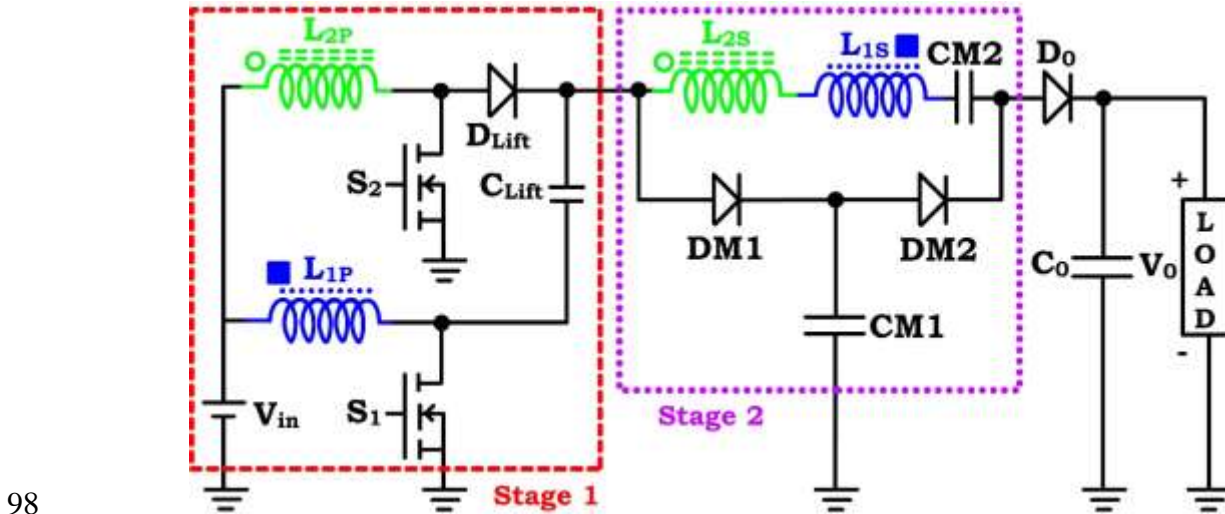 L2P
L2S
L1S
CM2
D0
DLift
S2
CLift
DM1
DM2
+
LOAD
L1P
C0
V0
CM1
-
Vin
S1
Stage 2
Stage 1
98